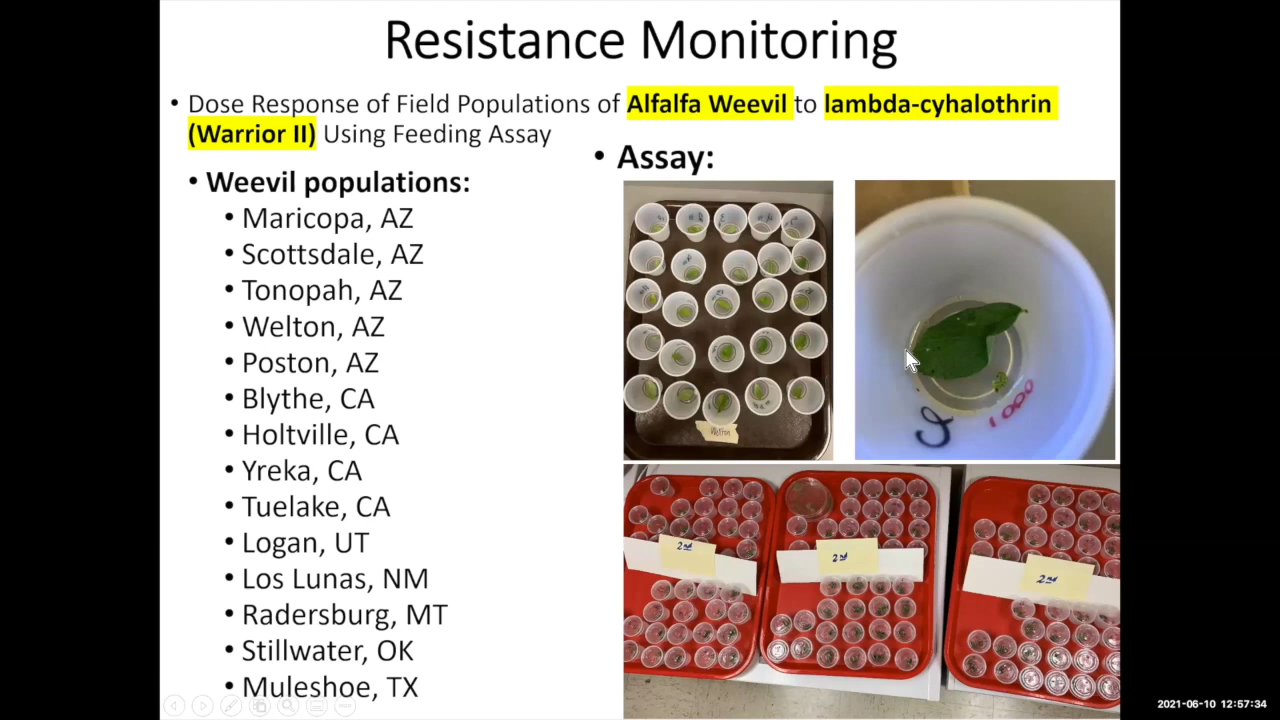 Resistance Monitoring
• Dose Response of Field Populations of Alfalfa Weevil to lambda-cyhalothrin
(Warrior II) Using Feeding Assay
• Weevil populations:
• Maricopa, AZ
• Scottsdale, AZ
• Tonopah, AZ
• Welton, AZ
• Poston, AZ
• Blythe, CA
• Holtville, CA
• Yreka, CA
• Tuelake, CA
• Logan, UT
• Los Lunas, NM
• Radersburg, MT
• Stillwater, OK
• Muleshoe, TX
• Assay:
Welton
1000
2nd
2nd
2nd
2021-06-10 12:57:34